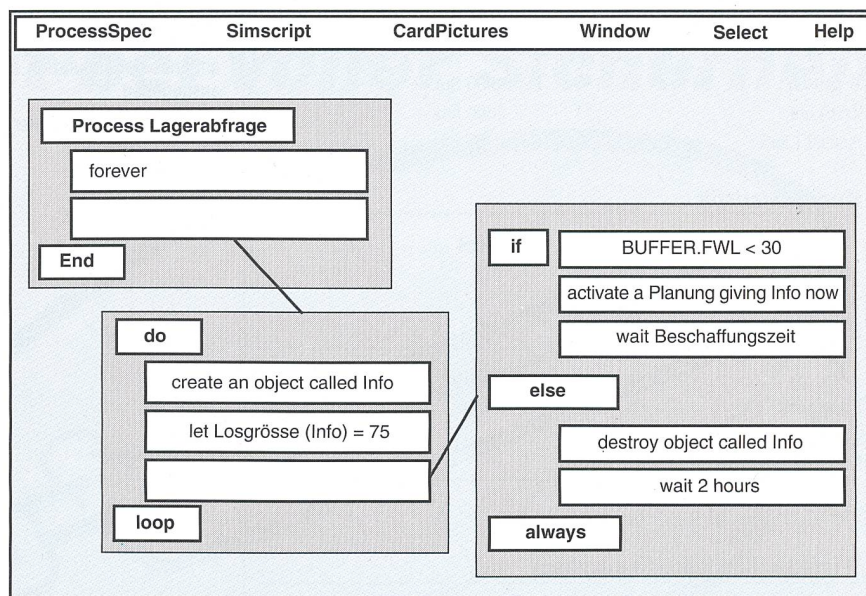 ProcessSpec Simscript CardPictures Window Select Help
Process Lagerabfrage
forever
End
do
create an object called Info
let Losgrösse (Info) = 75
loop
if BUFFER.FWL < 30
activate a Planung giving Info now
wait Beschaffungszeit
else
destroy object called Info
wait 2 hours
always